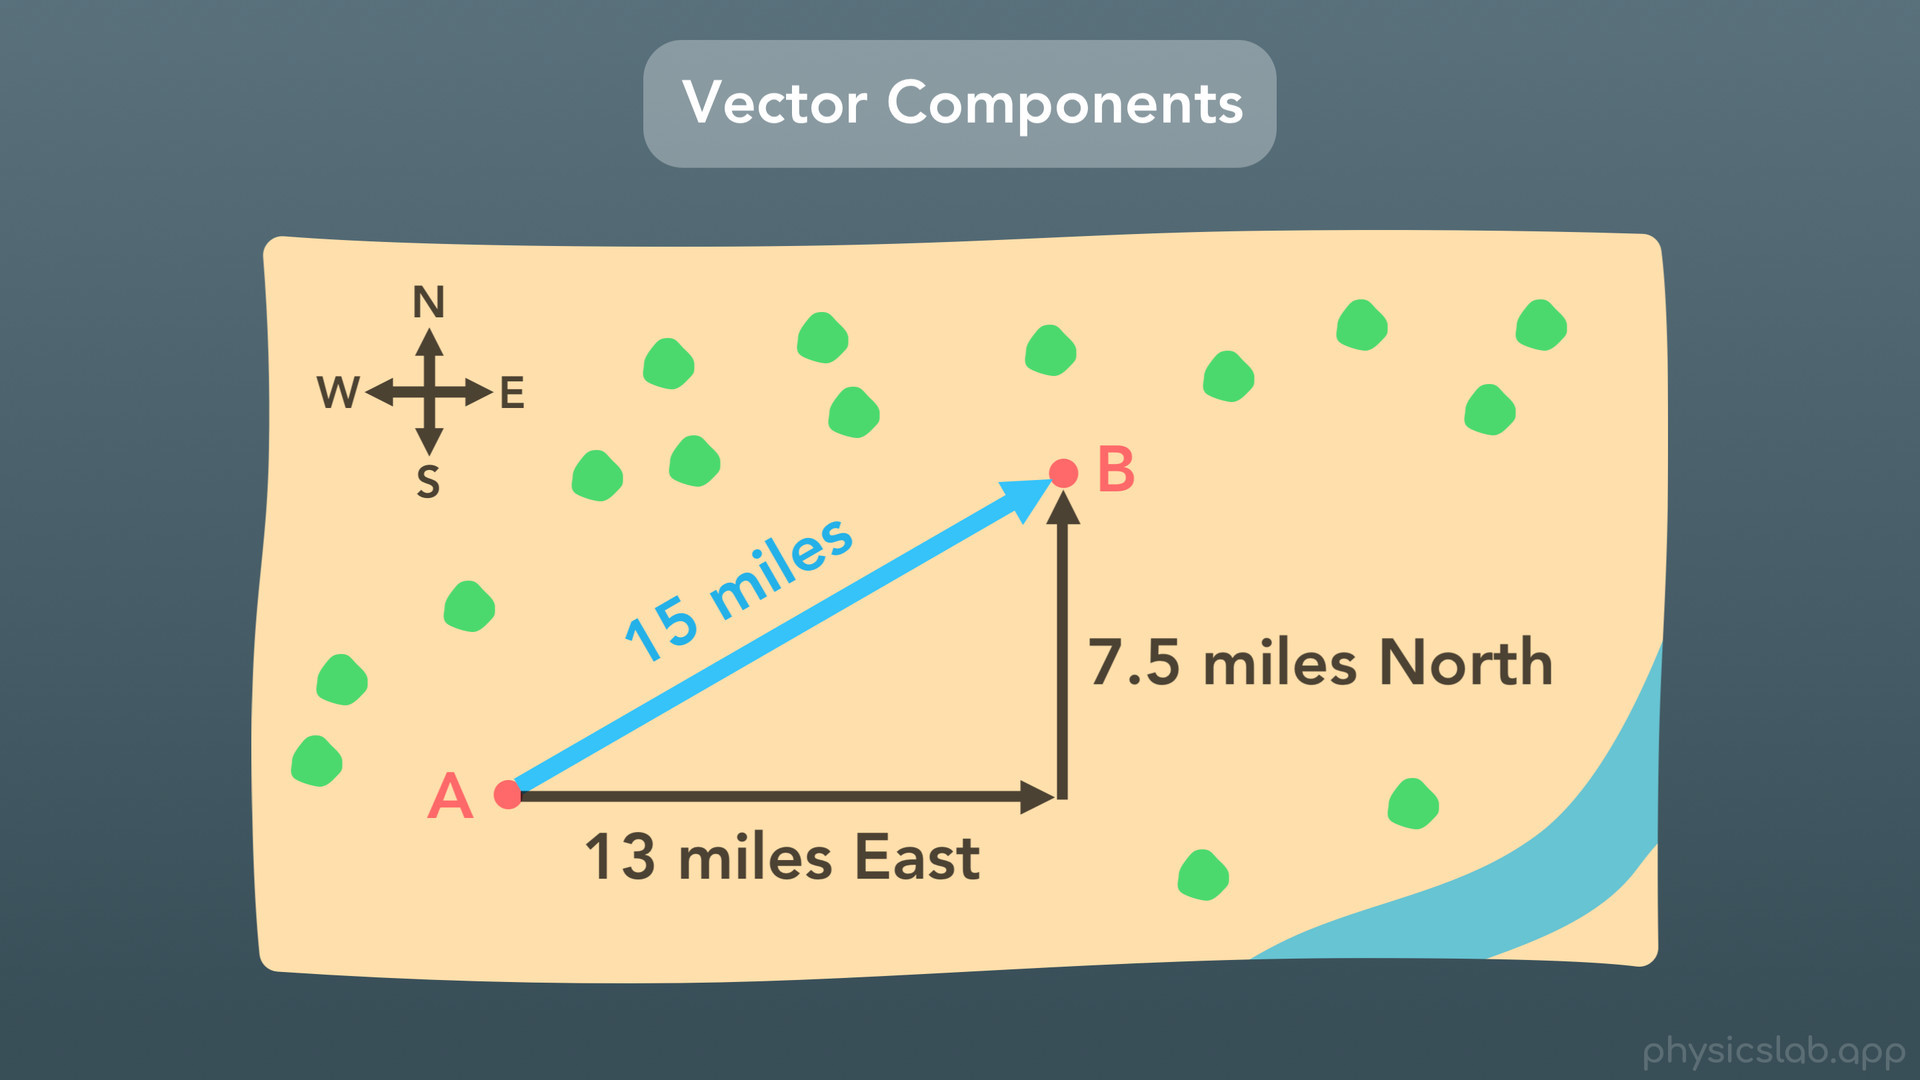 Vector Components
N
W E
S
B
15 miles
7.5 miles North
A
13 miles East
physicslab.app